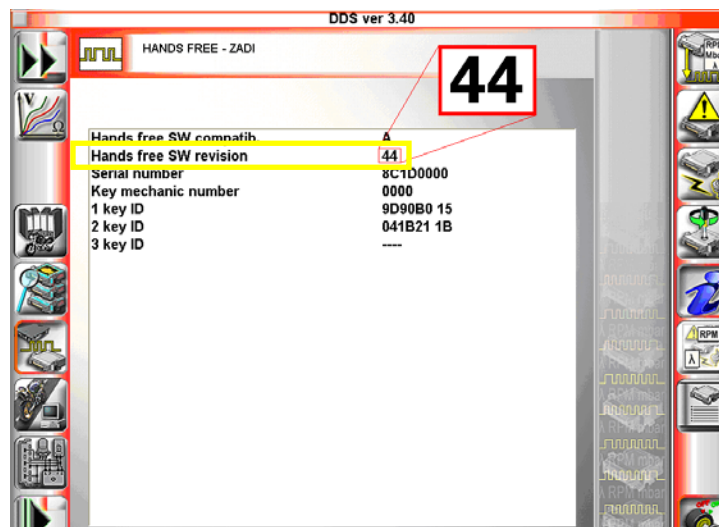 DDS ver 3.40
HANDS FREE - ZADI
44
Hands free SW compatib. A
Hands free SW revision 44
Serial number 8C1D0000
Key mechanic number 0000
1 key ID 9D90B0 15
2 key ID 041B21 1B
3 key ID ----